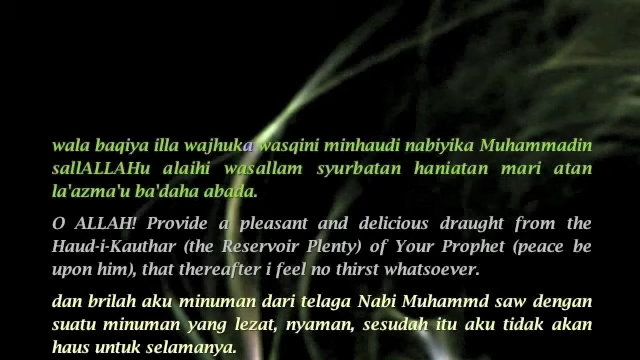 wala baqiya illa wajhuka wasqini minhaudi nabiyika Muhammadin
sallALLAHu alaihi wasallam syurbatan haniatan mari atan
la'azma'u ba'daha abada.
O ALLAH! Provide a pleasant and delicious draught from the
Haud-i-Kauthar (the Reservoir Plenty) of Your Prophet (peace be
upon him), that thereafter i feel no thirst whatsoever.
dan brilah aku minuman dari telaga Nabi Muhammd saw dengan
suatu minuman yang lezat, nyaman, sesudah itu aku tidak akan
haus untuk selamanya.